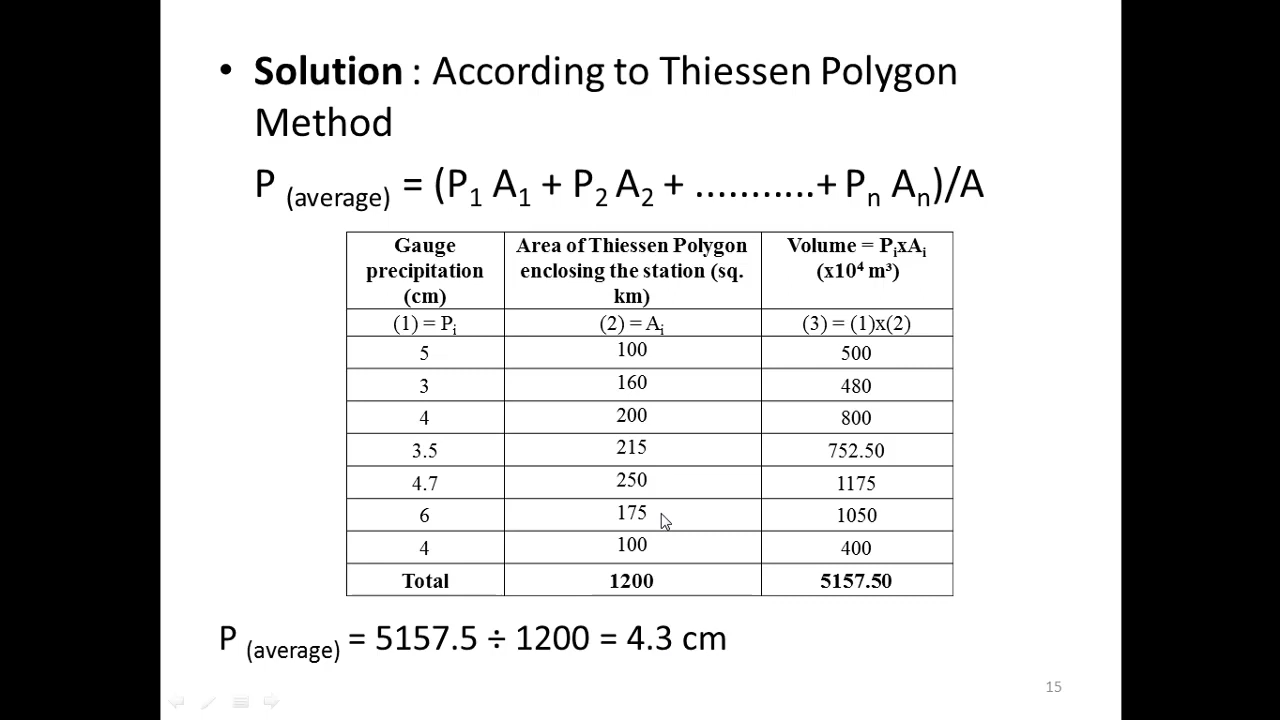 • Solution : According to Thiessen Polygon
Method
P (average) = (P1 A1 + P2 A2 + ...........+ Pn An)/A
Gauge precipitation (cm) Area of Thiessen Polygon enclosing the station (sq. km) Volume = PixAi (x10⁴ m³)
(1) = Pi (2) = Ai (3) = (1)x(2)
5 100 500
3 160 480
4 200 800
3.5 215 752.50
4.7 250 1175
6 175 1050
4 100 400
Total 1200 5157.50
P (average) = 5157.5 ÷ 1200 = 4.3 cm
15